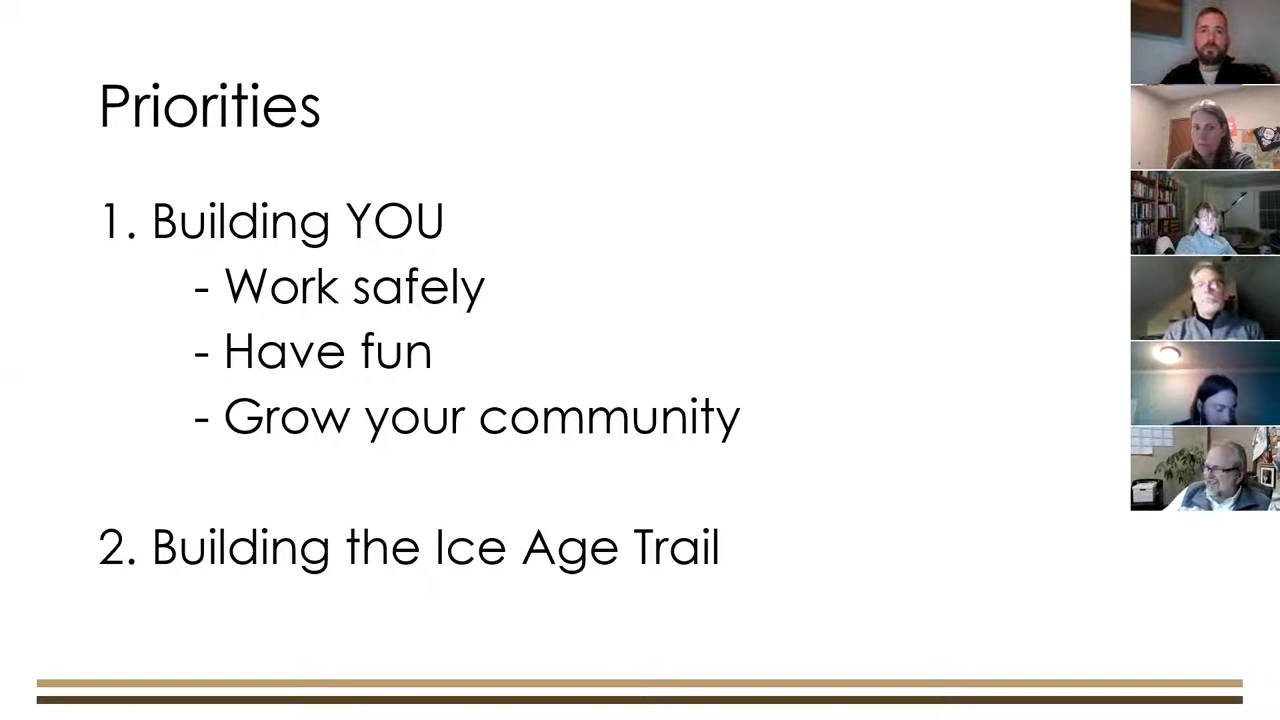 Priorities
1. Building YOU
- Work safely
- Have fun
- Grow your community
2. Building the Ice Age Trail